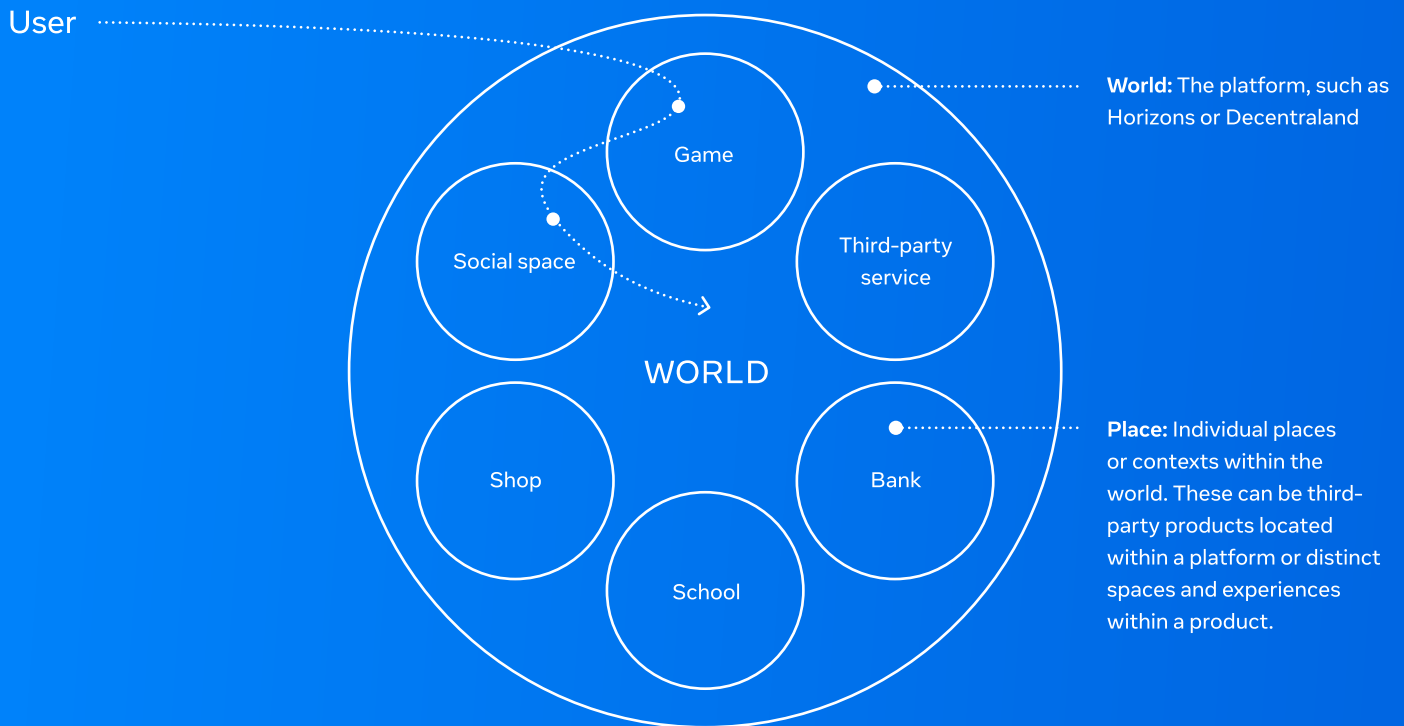 User
World: The platform, such as
Horizons or Decentraland
Game
Third-party
service
Social space
WORLD
Place: Individual places
or contexts within the
world. These can be third-
party products located
within a platform or distinct
spaces and experiences
within a product.
Shop
Bank
School